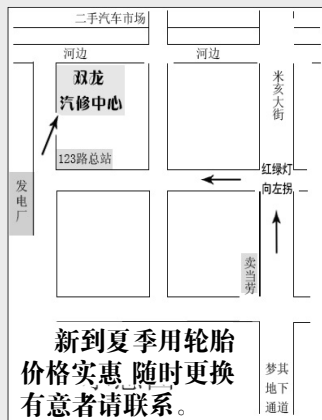 二手汽车市场
河边 河边
双龙
汽修中心
米亥大街
123路总站
红绿灯
向左拐
发电厂
卖当劳
新到夏季用轮胎
价格实惠 随时更换
有意者请联系。
梦其
地下
通道